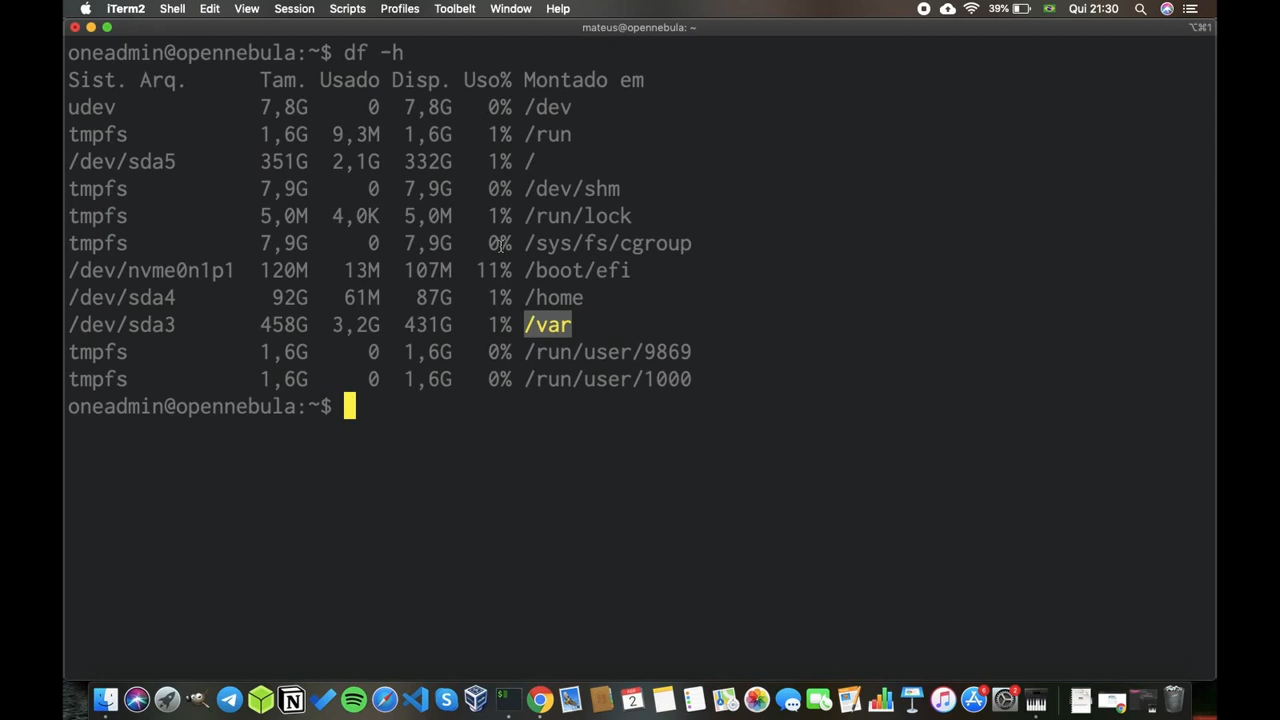 iTerm2 Shell Edit View Session Scripts Profiles Toolbelt Window Help 39% Qui 21:30
mateus@opennebula: ~ ⌥⌘1
oneadmin@opennebula:~$ df -h
Sist. Arq. Tam. Usado Disp. Uso% Montado em
udev 7,8G 0 7,8G 0% /dev
tmpfs 1,6G 9,3M 1,6G 1% /run
/dev/sda5 351G 2,1G 332G 1% /
tmpfs 7,9G 0 7,9G 0% /dev/shm
tmpfs 5,0M 4,0K 5,0M 1% /run/lock
tmpfs 7,9G 0 7,9G 0% /sys/fs/cgroup
/dev/nvme0n1p1 120M 13M 107M 11% /boot/efi
/dev/sda4 92G 61M 87G 1% /home
/dev/sda3 458G 3,2G 431G 1% /var
tmpfs 1,6G 0 1,6G 0% /run/user/9869
tmpfs 1,6G 0 1,6G 0% /run/user/1000
oneadmin@opennebula:~$